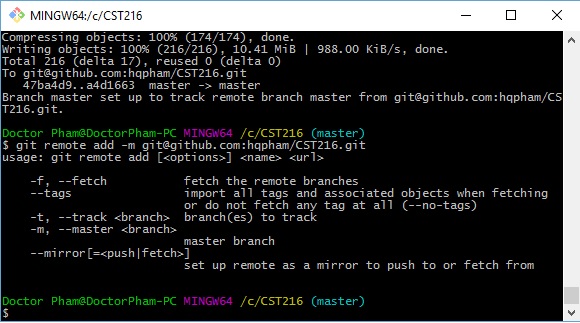 MINGW64:/c/CST216
Compressing objects: 100% (174/174), done.
Writing objects: 100% (216/216), 10.41 MiB | 988.00 KiB/s, done.
Total 216 (delta 17), reused 0 (delta 0)
To git@github.com:hqpham/CST216.git
   47ba4d9..a4d1663  master -> master
Branch master set up to track remote branch master from git@github.com:hqpham/CS
T216.git.

Doctor Pham@DoctorPham-PC MINGW64 /c/CST216 (master)
$ git remote add -m git@github.com:hqpham/CST216.git
usage: git remote add [<options>] <name> <url>

    -f, --fetch           fetch the remote branches
    --tags                import all tags and associated objects when fetching
                          or do not fetch any tag at all (--no-tags)
    -t, --track <branch>  branch(es) to track
    -m, --master <branch>
                          master branch
    --mirror[=<push|fetch>]
                          set up remote as a mirror to push to or fetch from

Doctor Pham@DoctorPham-PC MINGW64 /c/CST216 (master)
$